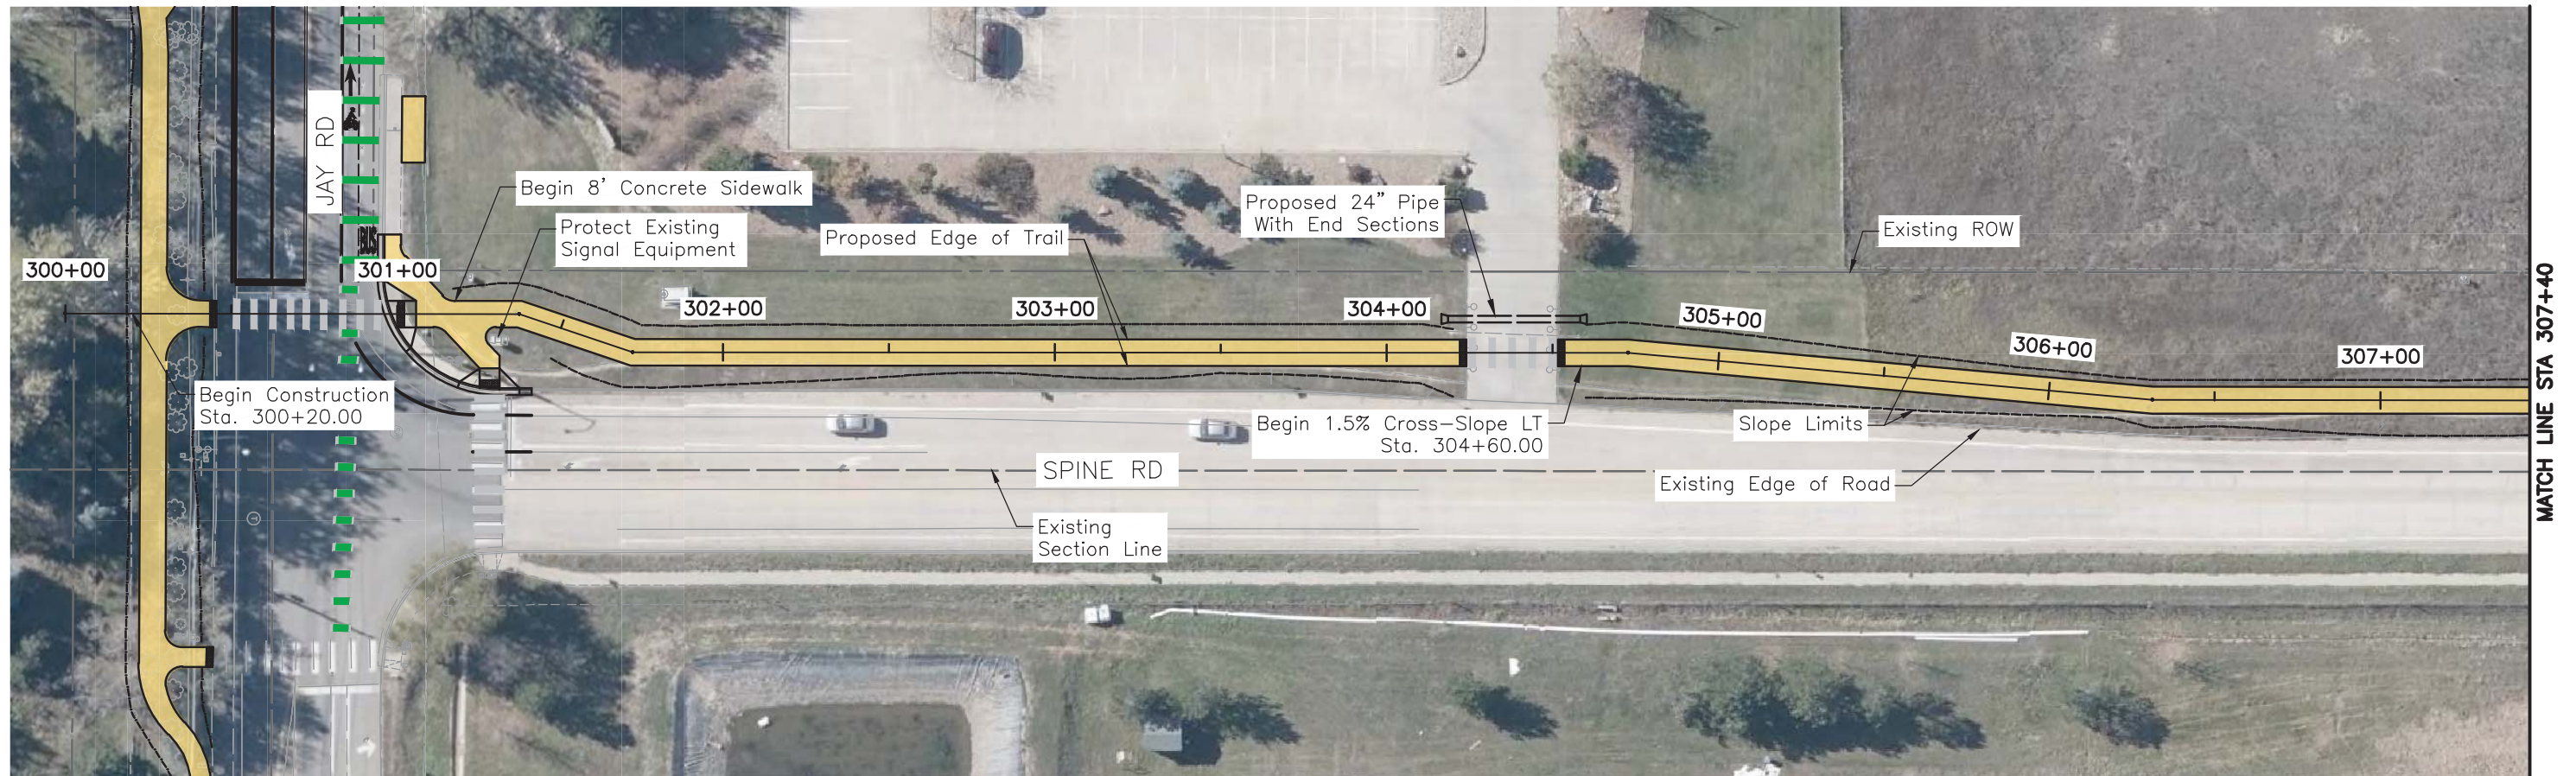 JAY RD
BUS
Begin 8' Concrete Sidewalk
Protect Existing
Signal Equipment
Proposed Edge of Trail
Proposed 24” Pipe
With End Sections
Existing ROW
300+00
301+00
302+00
303+00
304+00
305+00
306+00
307+00
MATCH LINE STA 307+40
Begin Construction
Sta. 300+20.00
Begin 1.5% Cross-Slope LT
Sta. 304+60.00
Slope Limits
SPINE RD
Existing Edge of Road
Existing
Section Line
T